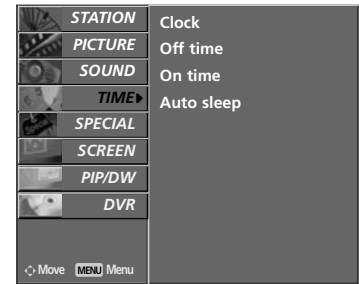 STATION
PICTURE
SOUND
TIME
SPECIAL
SCREEN
PIP/DW
DVR
Move MENU Menu
Clock
Off time
On time
Auto sleep